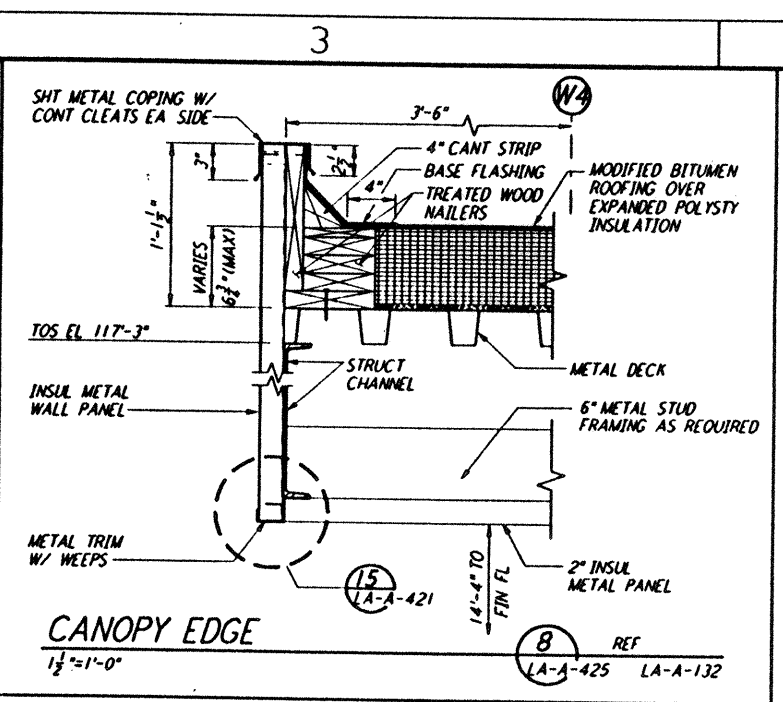 3
SHT METAL COPING W/
CONT CLEATS EA SIDE
3'-6"
W4
3"
2 1/2"
4" CANT STRIP
BASE FLASHING
4"
TREATED WOOD
NAILERS
MODIFIED BITUMEN
ROOFING OVER
EXPANDED POLYSTY
INSULATION
1'-1 1/2"
VARIES
(MAX)
TOS EL 117'-3"
STRUCT
CHANNEL
METAL DECK
INSUL METAL
WALL PANEL
6" METAL STUD
FRAMING AS REQUIRED
METAL TRIM
W/ WEEPS
15
LA-A-421
14'-4" TO
FIN FL
2" INSUL
METAL PANEL
CANOPY EDGE
1 1/2"=1'-0"
8
LA-A-425
REF
LA-A-132